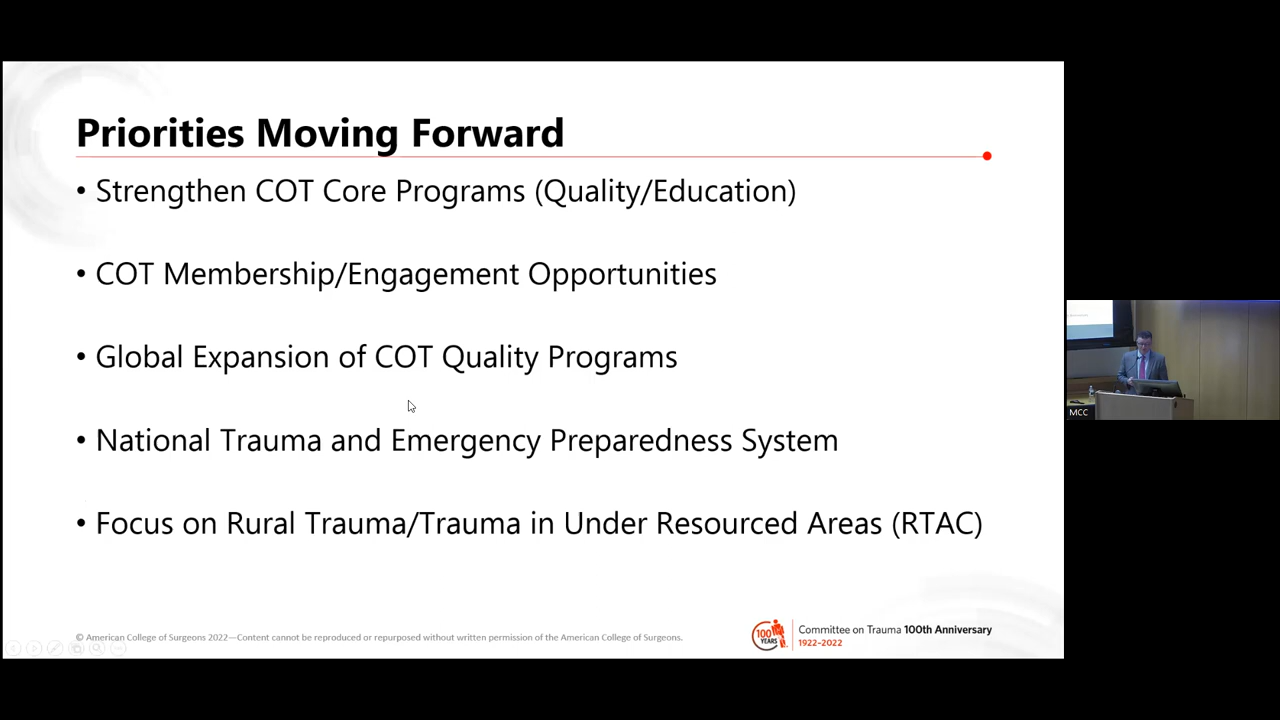 Priorities Moving Forward
• Strengthen COT Core Programs (Quality/Education)
• COT Membership/Engagement Opportunities
• Global Expansion of COT Quality Programs
• National Trauma and Emergency Preparedness System
• Focus on Rural Trauma/Trauma in Under Resourced Areas (RTAC)
© American College of Surgeons 2022—Content cannot be reproduced or repurposed without written permission of the American College of Surgeons.
100
YEARS
Committee on Trauma 100th Anniversary
1922-2022
MCC